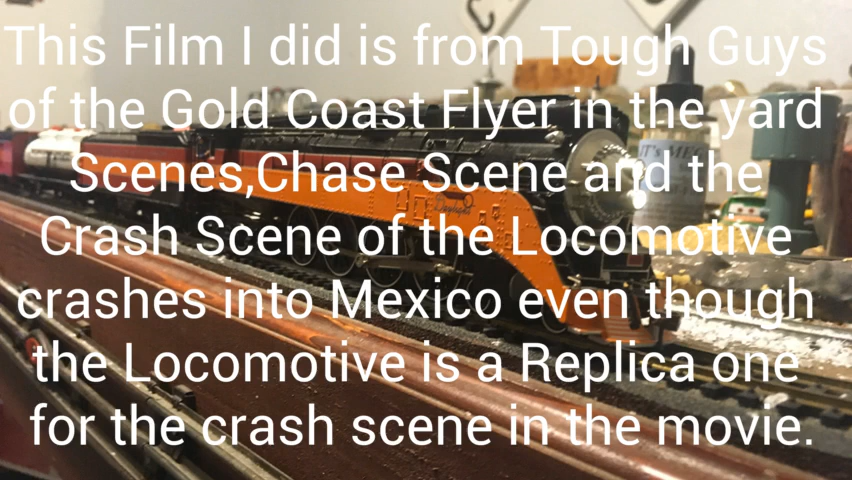 This Film I did is from Tough Guys
of the Gold Coast Flyer in the yard
Scenes,Chase Scene and the
Crash Scene of the Locomotive
crashes into Mexico even though
the Locomotive is a Replica one
for the crash scene in the movie.
Daylight